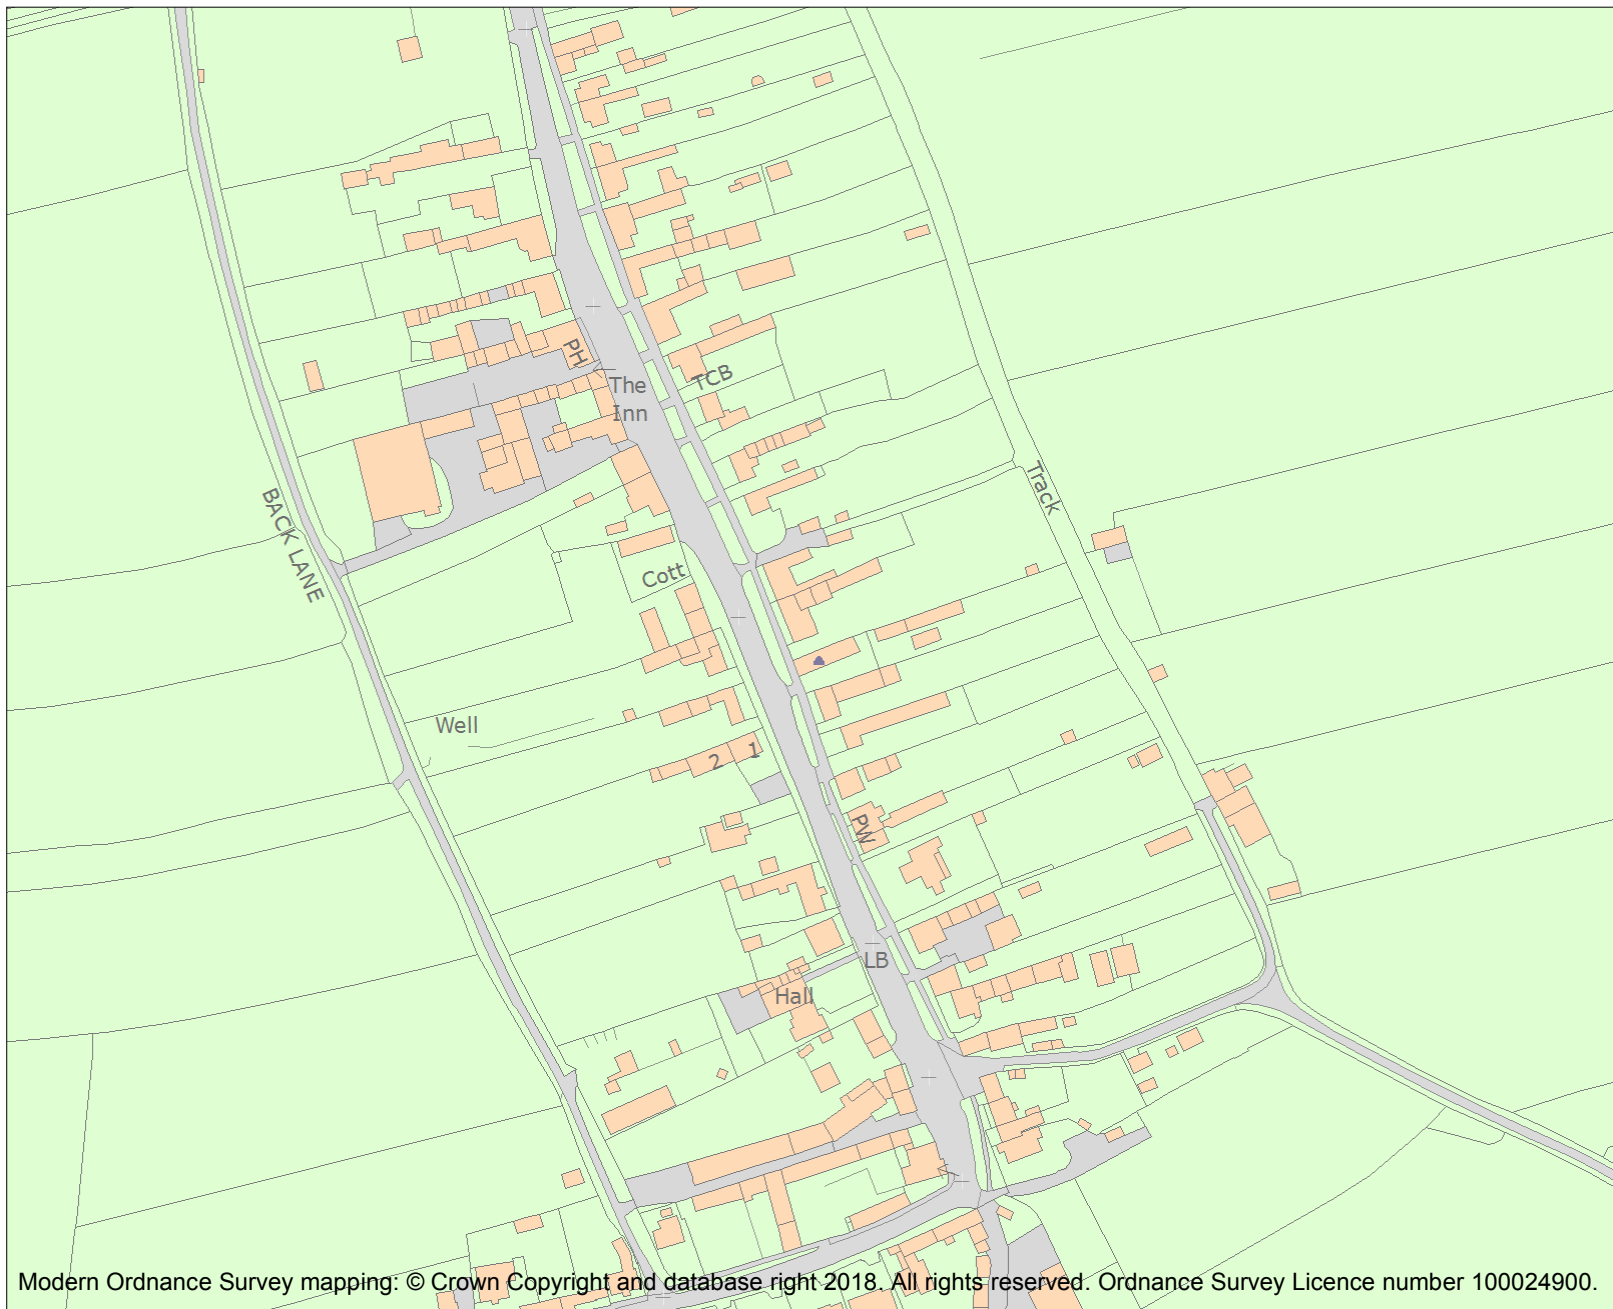 PH
The
Inn
TCB
Track
BACK LANE
Cott
Well
2 1
PW
LB
Hall
Modern Ordnance Survey mapping: © Crown Copyright and database right 2018. All rights reserved. Ordnance Survey Licence number 100024900.